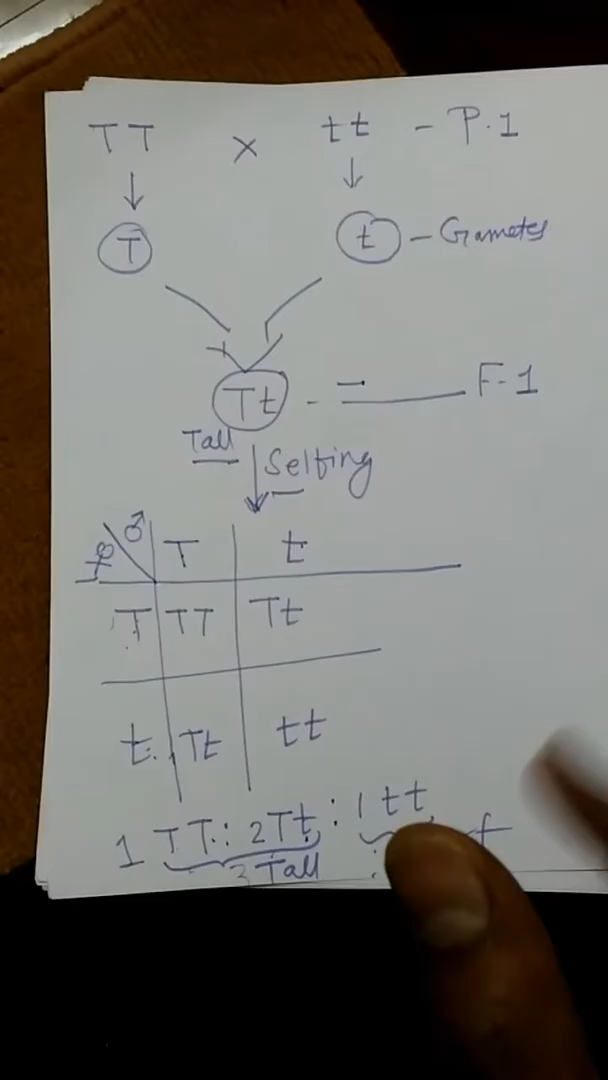 TT × tt - P.1
T t - Gametes
Tt - F-1
Tall
Selfing
♀ ♂ T t
T TT Tt
t Tt tt
1 TT : 2Tt : 1 tt
3 Tall :